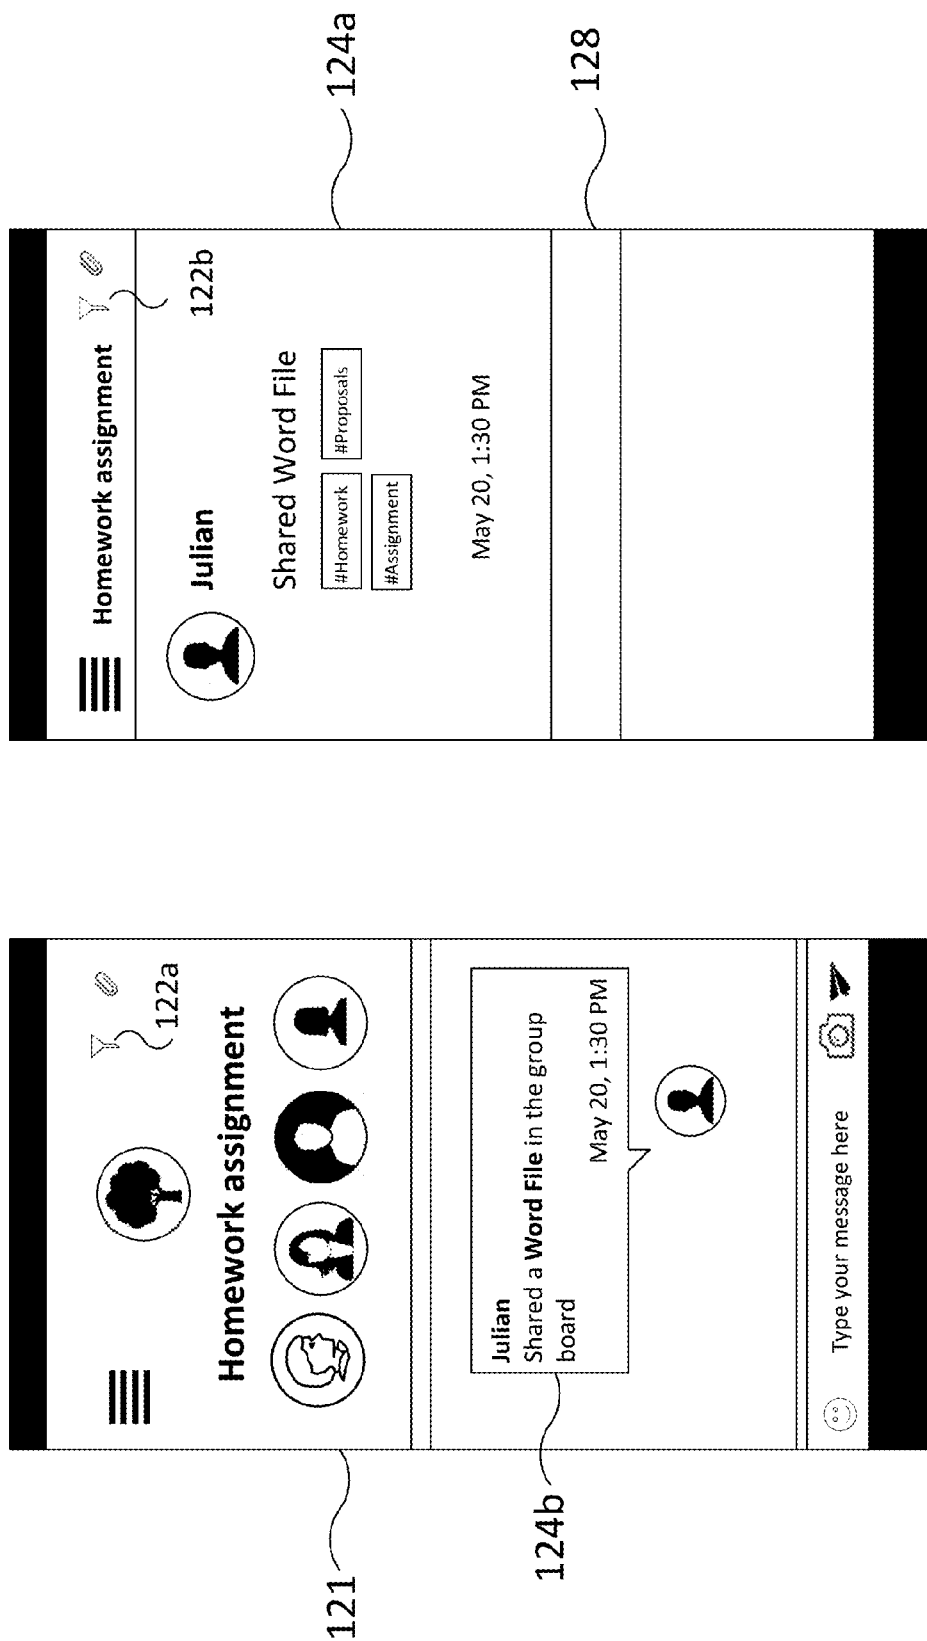 122a
Homework assignment
121
Julian
Shared a Word File in the group
board
May 20, 1:30 PM
124b
Type your message here
Homework assignment
122b
Julian
Shared Word File
#Homework
#Proposals
#Assignment
May 20, 1:30 PM
124a
128